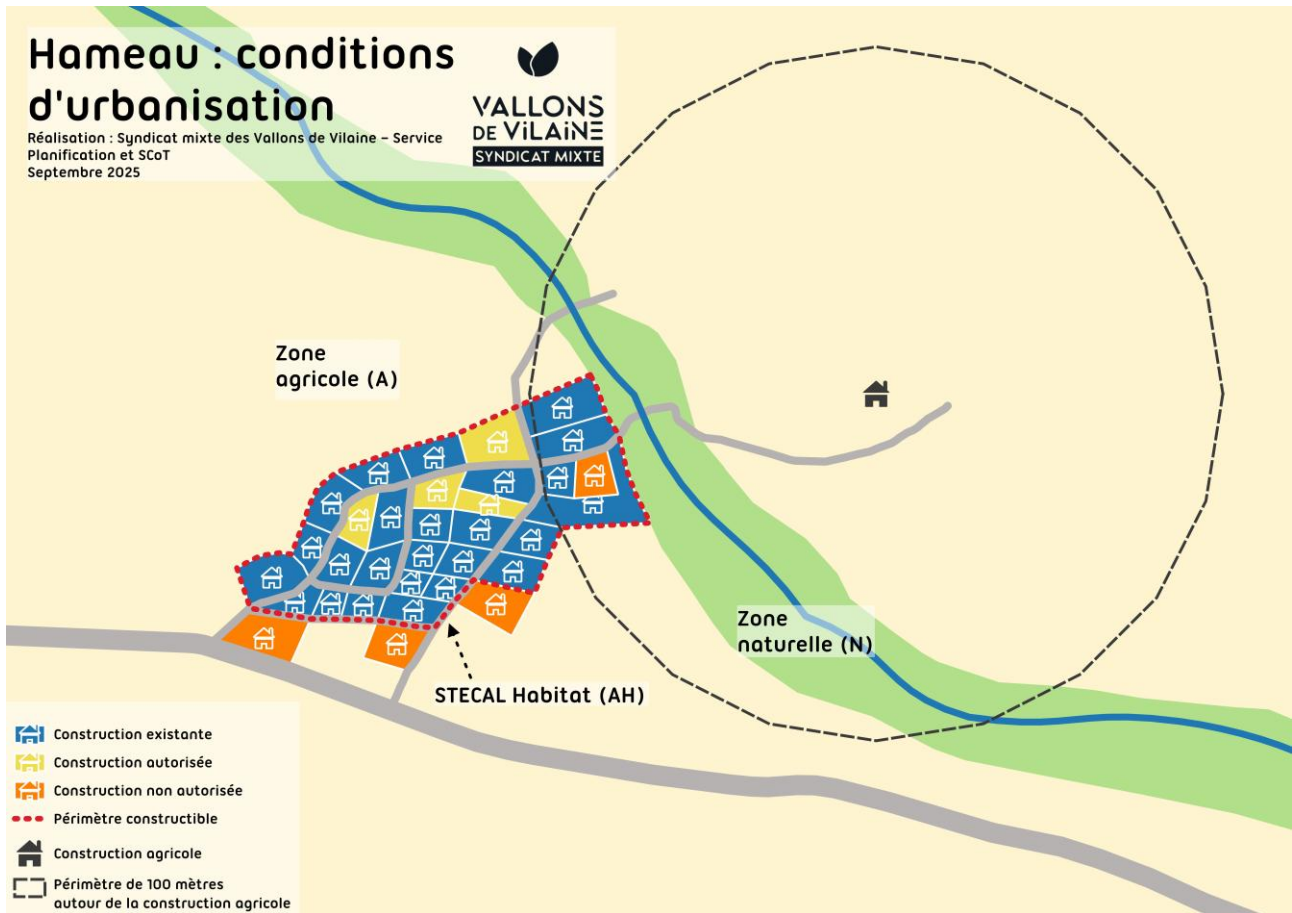 Hameau : conditions
d'urbanisation
Réalisation : Syndicat mixte des Vallons de Vilaine – Service
Planification et SCoT
Septembre 2025
VALLONS
DE ViLAiNE
SYNDICAT MIXTE
Zone
agricole (A)
Zone
naturelle (N)
STECAL Habitat (AH)
Construction existante
Construction autorisée
Construction non autorisée
Périmètre constructible
Construction agricole
Périmètre de 100 mètres
autour de la construction agricole